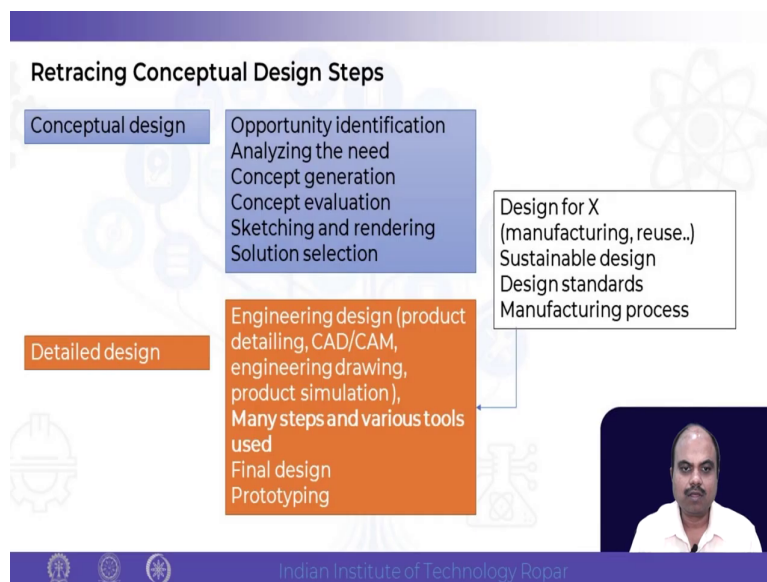 Retracing Conceptual Design Steps
Conceptual design
Opportunity identification
Analyzing the need
Concept generation
Concept evaluation
Sketching and rendering
Solution selection
Design for X
(manufacturing, reuse..)
Sustainable design
Design standards
Manufacturing process
Detailed design
Engineering design (product
detailing, CAD/CAM,
engineering drawing,
product simulation ),
Many steps and various tools
used
Final design
Prototyping
Indian Institute of Technology Ropar